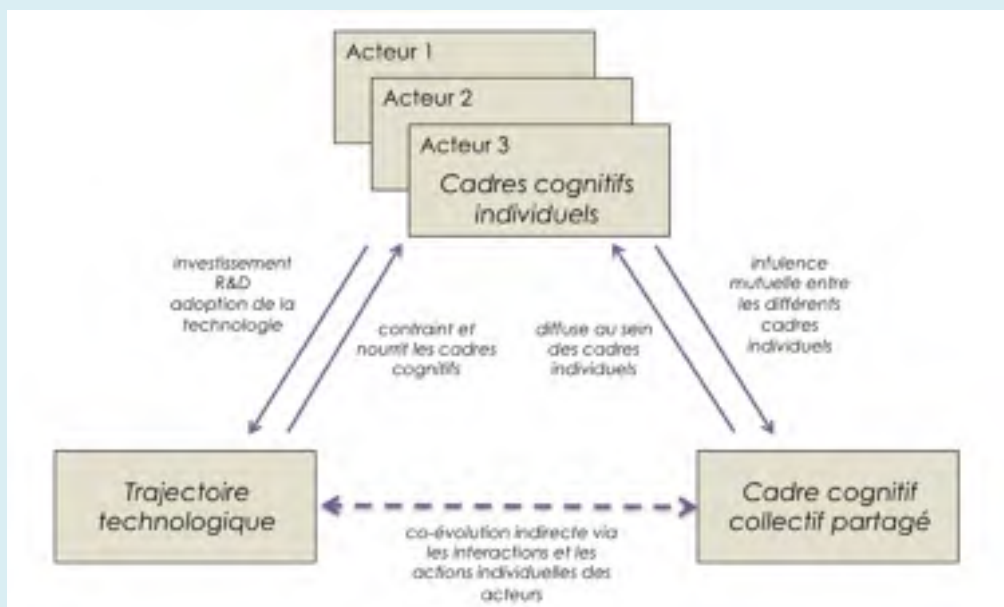 Acteur 1
Acteur 2
Acteur 3
Cadres cognitifs
individuels
investissement
R&D
adoption de la
technologie
contraint et
nourrit les cadres
cognitifs
diffuse au sein
des cadres
individuels
infulence
mutuelle entre
les différents
cadres
individuels
Trajectoire
technologique
co-évolution indirecte via
les interactions et les
actions individuelles des
acteurs
Cadre cognitif
collectif partagé